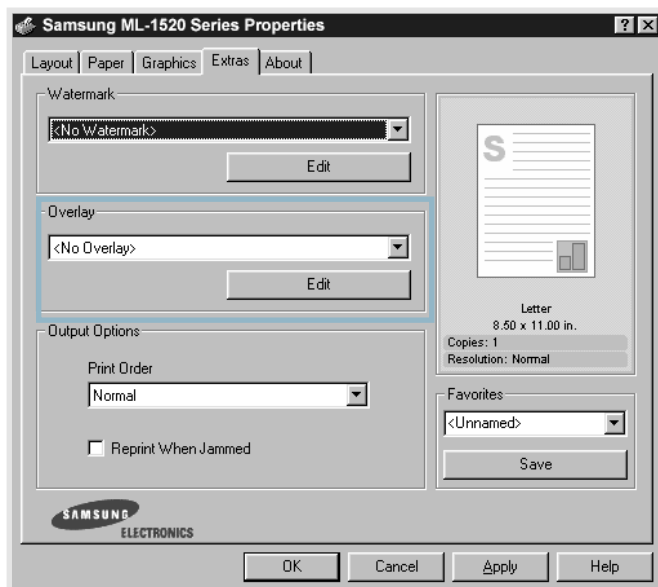 Samsung ML-1520 Series Properties
? X
Layout Paper Graphics Extras About
Watermark
<No Watermark>
Edit
Overlay
<No Overlay>
Edit
Output Options
Print Order
Normal
Reprint When Jammed
S
Letter
8.50 x 11.00 in.
Copies: 1
Resolution: Normal
Favorites
<Unnamed>
Save
SAMSUNG
ELECTRONICS
OK Cancel Apply Help